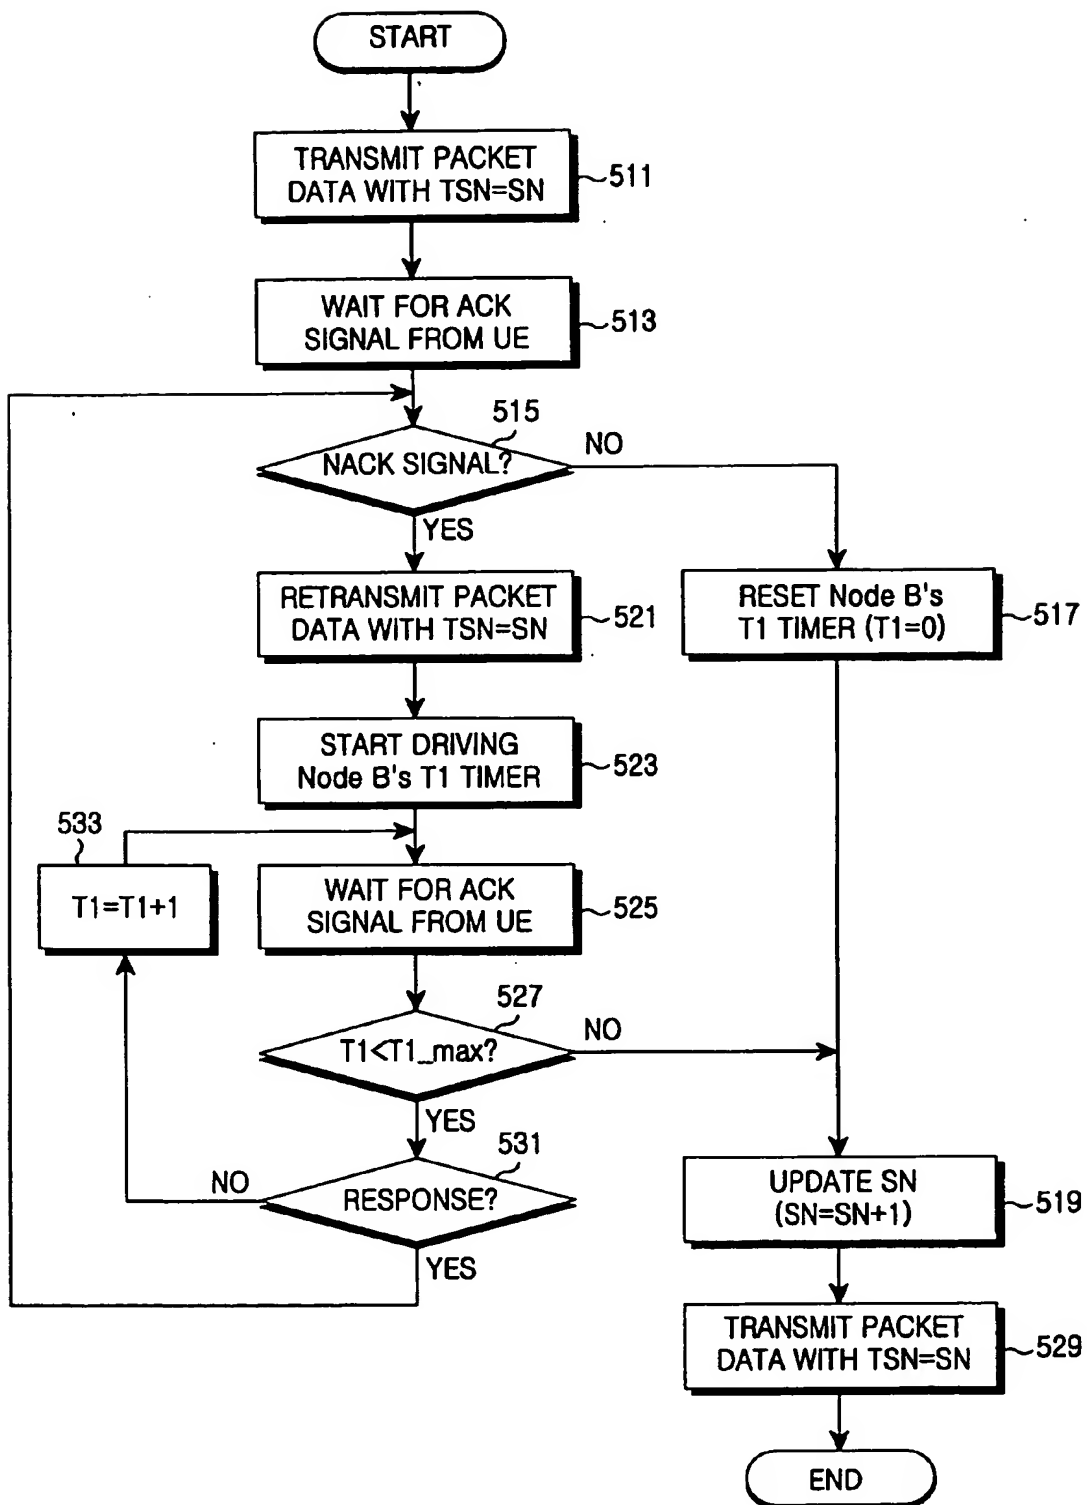 START
TRANSMIT PACKET
DATA WITH TSN=SN
511
WAIT FOR ACK
SIGNAL FROM UE
513
515
NACK SIGNAL?
NO
YES
RETRANSMIT PACKET
DATA WITH TSN=SN
521
RESET Node B's
T1 TIMER (T1=0)
517
START DRIVING
Node B's T1 TIMER
523
533
T1=T1+1
WAIT FOR ACK
SIGNAL FROM UE
525
527
T1<T1_max?
NO
YES
531
NO
RESPONSE?
YES
UPDATE SN
(SN=SN+1)
519
TRANSMIT PACKET
DATA WITH TSN=SN
529
END